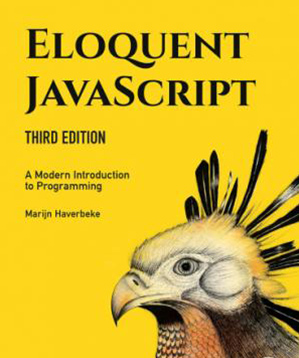 ELOQUENT
JAVASCRIPT
THIRD EDITION
A Modern Introduction
to Programming
Marijn Haverbeke